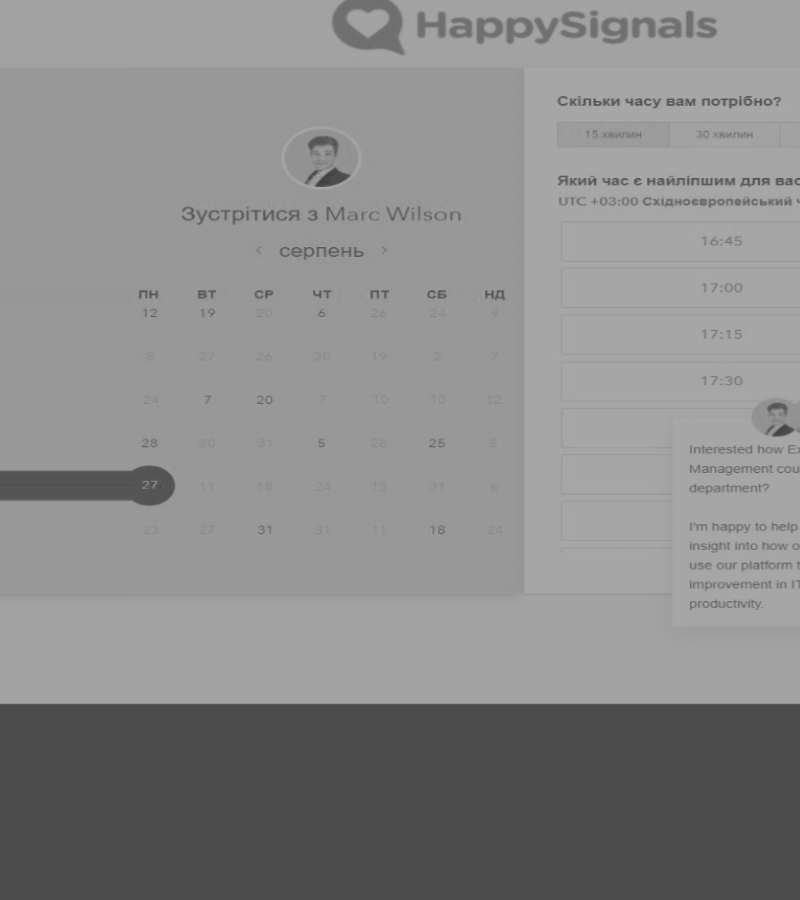 HappySignals
Зустрітися з Marc Wilson
< серпень >
ПН ВТ СР ЧТ ПТ СБ НД
12 19 20 6 26 24 9
8 27 26 30 19 2 7
24 7 20 7 10 10 12
28 20 31 5 28 25 5
27 11 18 24 13 31 6
23 27 31 31 11 18 24
Скільки часу вам потрібно?
15 хвилин 30 хвилин
Який час є найліпшим для вас
UTC +03:00 Східноєвропейський ч
16:45
17:00
17:15
17:30
Interested how Ex
Management cou
department?
I'm happy to help
insight into how o
use our platform t
improvement in IT
productivity.